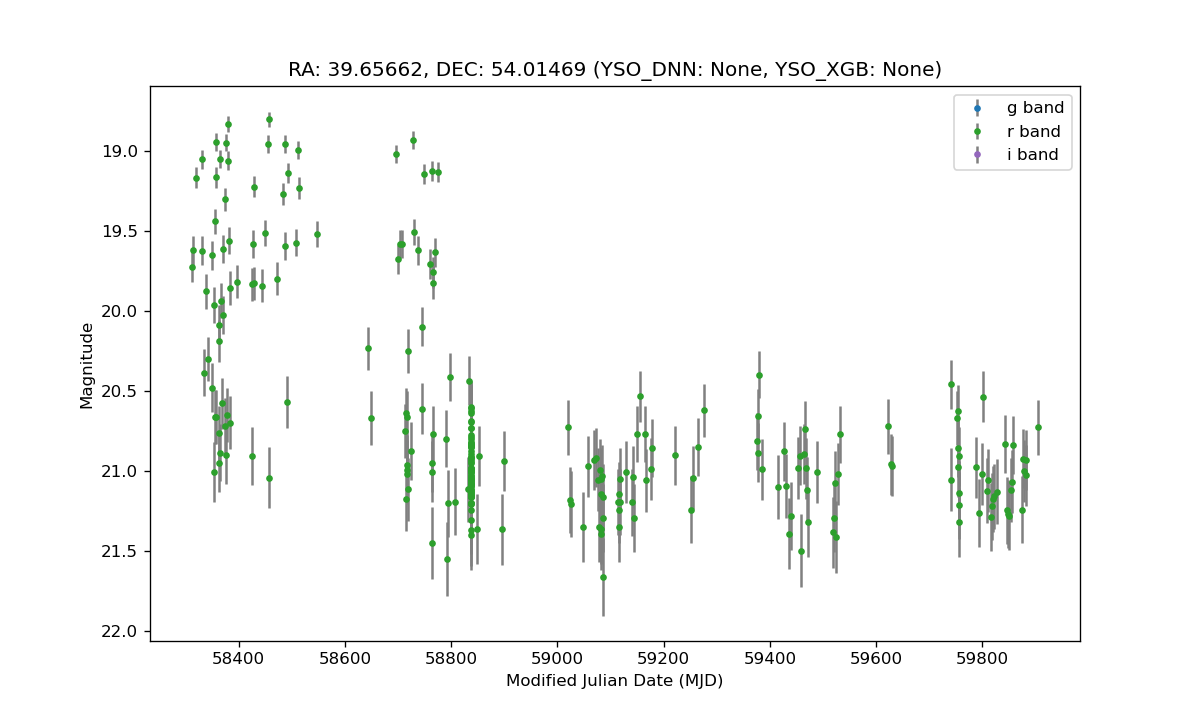 RA: 39.65662, DEC: 54.01469 (YSO_DNN: None, YSO_XGB: None)
g band
r band
i band
19.0
19.5
20.0
20.5
21.0
21.5
22.0
Magnitude
58400 58600 58800 59000 59200 59400 59600 59800
Modified Julian Date (MJD)